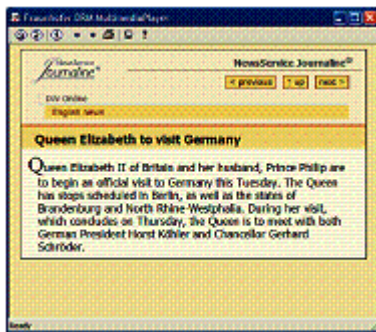 Fraunhofer DRM MultimediaPlayer
NewsService
Journaline®
NewsService Journaline®
< previous
↑ up
next >
DW Online
English News
Queen Elizabeth to visit Germany
Queen Elizabeth II of Britain and her husband, Prince Philip are
to begin an official visit to Germany this Tuesday. The Queen
has stops scheduled in Berlin, as well as the states of
Brandenburg and North Rhine-Westphalia. During her visit,
which concludes on Thursday, the Queen is to meet with both
German President Horst Köhler and Chancellor Gerhard
Schröder.
Ready